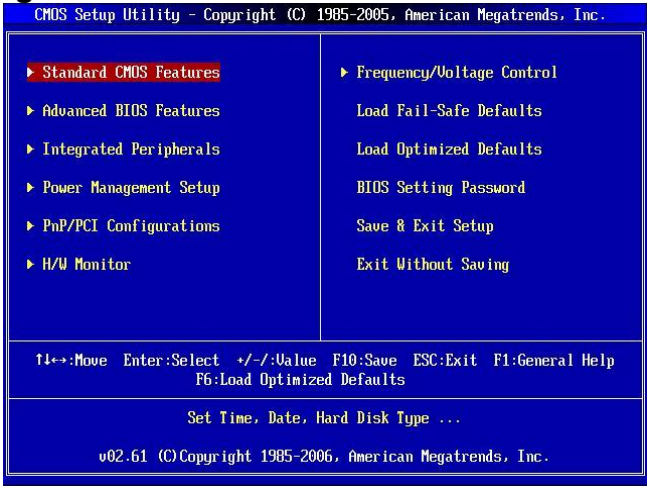 CMOS Setup Utility - Copyright (C) 1985-2005, American Megatrends, Inc.
Standard CMOS Features
Advanced BIOS Features
Integrated Peripherals
Power Management Setup
PnP/PCI Configurations
H/W Monitor
Frequency/Voltage Control
Load Fail-Safe Defaults
Load Optimized Defaults
BIOS Setting Password
Save & Exit Setup
Exit Without Saving
↑↓↔:Move Enter:Select +/-/:Value F10:Save ESC:Exit F1:General Help
F6:Load Optimized Defaults
Set Time, Date, Hard Disk Type ...
v02.61 (C)Copyright 1985-2006, American Megatrends, Inc.